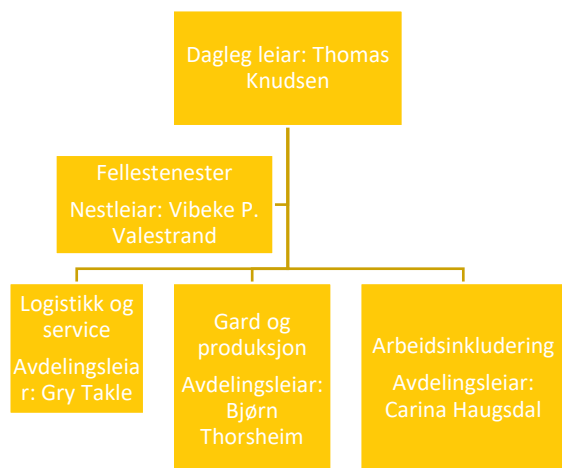 Dagleg leiar: Thomas
Knudsen
Fellestenester
Nestleiar: Vibeke P.
Valestrand
Logistikk og
service
Avdelingsleia
r: Gry Takle
Gard og
produksjon
Avdelingsleiar:
Bjørn
Thorsheim
Arbeidsinkludering
Avdelingsleiar:
Carina Haugsdal